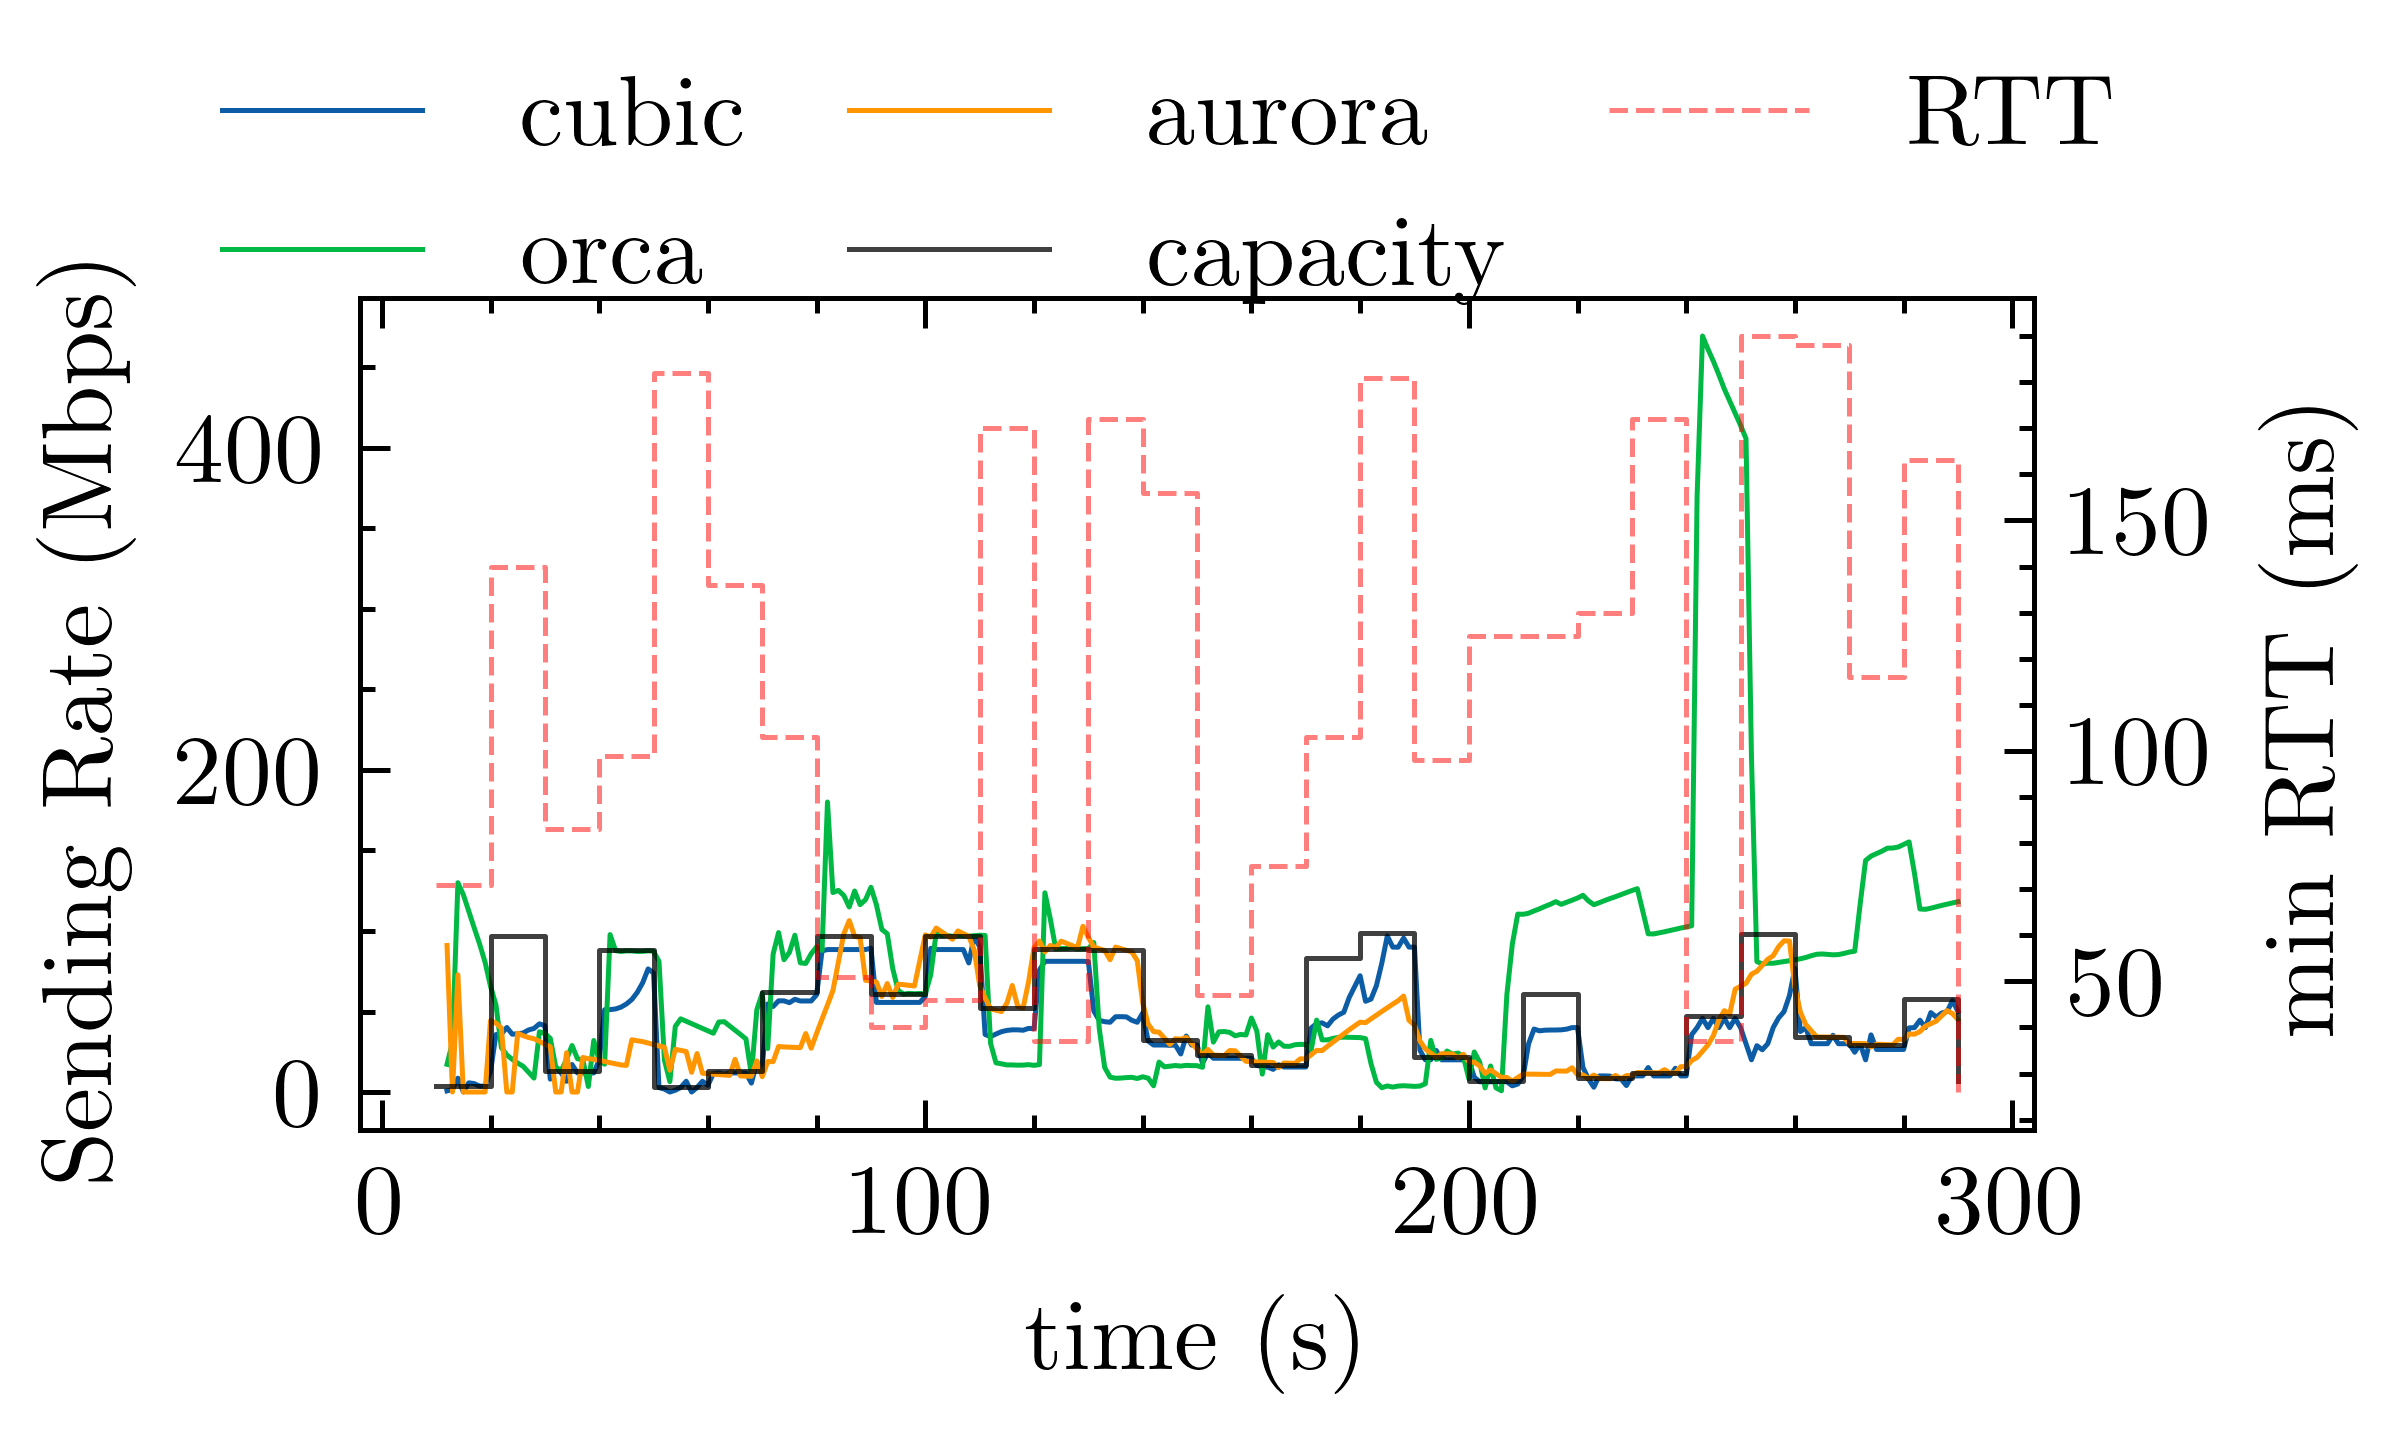 cubic aurora RTT
orca capacity
Sending Rate (Mbps)
400
200
0
150
100
50
min RTT (ms)
0 100 200 300
time (s)